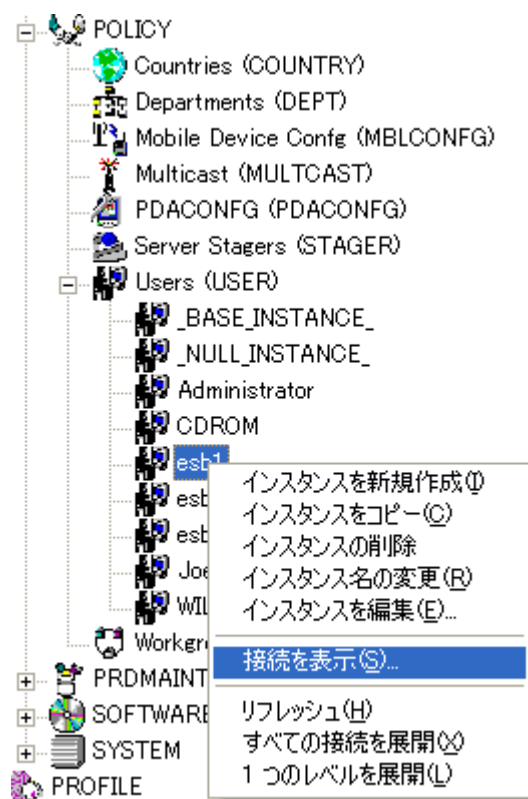 POLICY
Countries (COUNTRY)
Departments (DEPT)
Mobile Device Confg (MBLCONFG)
Multicast (MULTCAST)
PDACONFG (PDACONFG)
Server Stagers (STAGER)
Users (USER)
_BASE_INSTANCE_
_NULL_INSTANCE_
Administrator
CDROM
esb1
インスタンスを新規作成(I)
インスタンスをコピー(C)
インスタンスの削除
インスタンス名の変更(R)
インスタンスを編集(E)...
接続を表示(S)...
リフレッシュ(H)
すべての接続を展開(X)
1 つのレベルを展開(L)
PRDMAINT
SOFTWARE
SYSTEM
PROFILE